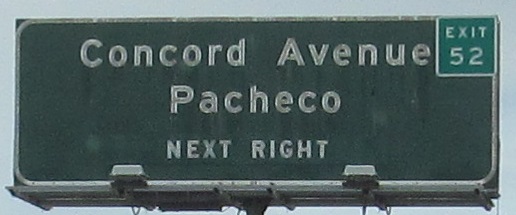 Concord Avenue
EXIT
52
Pacheco
NEXT RIGHT